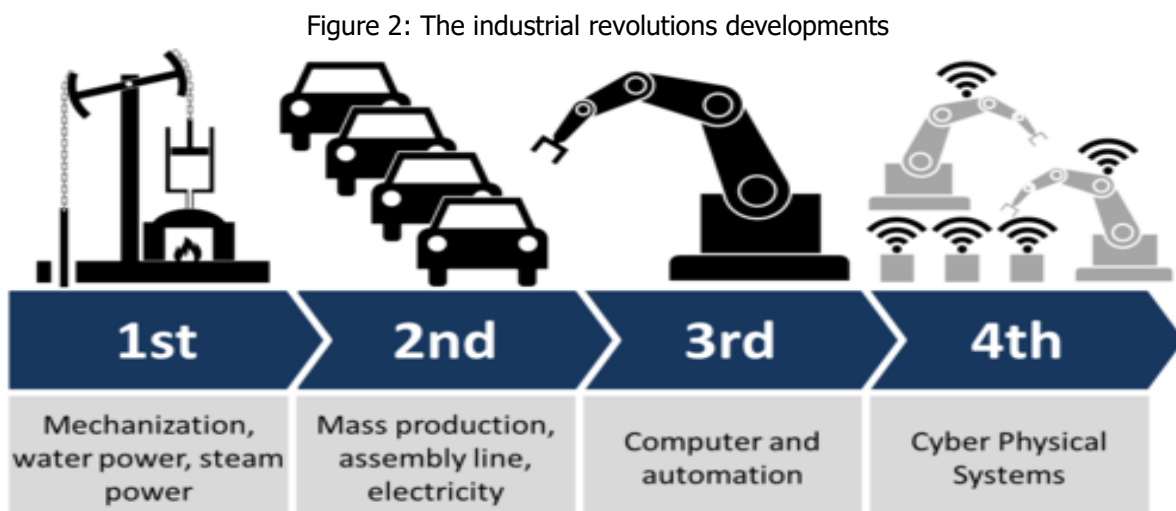 Figure 2: The industrial revolutions developments
1st
2nd
3rd
4th
Mechanization,
water power, steam
power
Mass production,
assembly line,
electricity
Computer and
automation
Cyber Physical
Systems